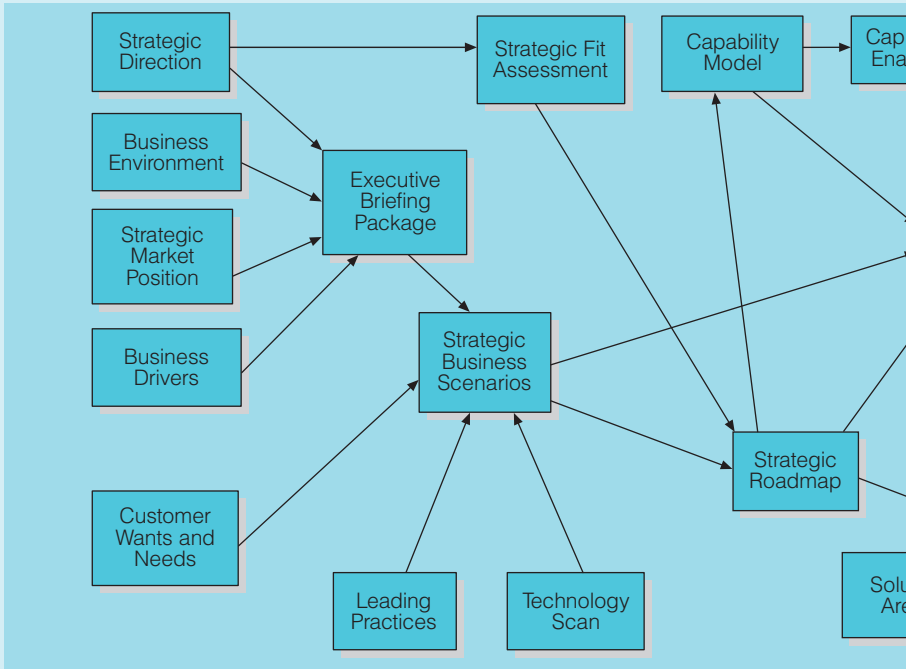 Strategic
Direction
Strategic Fit
Assessment
Capability
Model
Business
Environment
Executive
Briefing
Package
Strategic
Market
Position
Strategic
Business
Scenarios
Business
Drivers
Strategic
Roadmap
Customer
Wants and
Needs
Leading
Practices
Technology
Scan